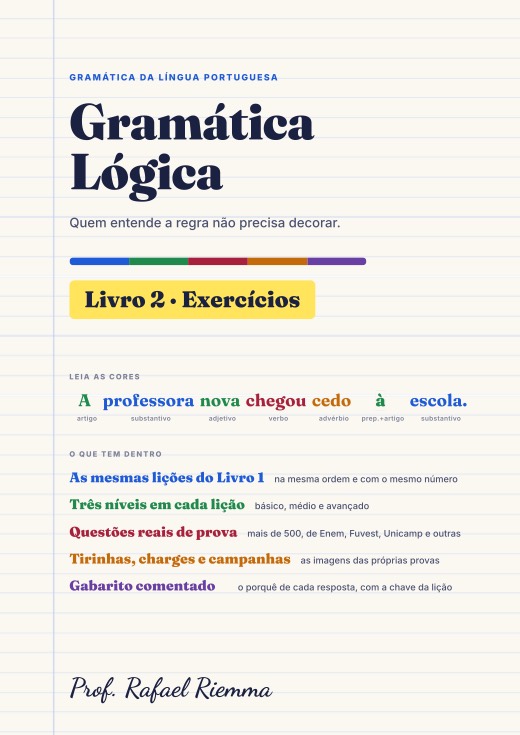 GRAMÁTICA DA LÍNGUA PORTUGUESA
Gramática
Lógica
Quem entende a regra não precisa decorar.
Livro 2 · Exercícios
LEIA AS CORES
A professora nova chegou cedo à escola.
artigo substantivo adjetivo verbo advérbio prep.+artigo substantivo
O QUE TEM DENTRO
As mesmas lições do Livro 1 na mesma ordem e com o mesmo número
Três níveis em cada lição básico, médio e avançado
Questões reais de prova mais de 500, de Enem, Fuvest, Unicamp e outras
Tirinhas, charges e campanhas as imagens das próprias provas
Gabarito comentado o porquê de cada resposta, com a chave da lição
Prof. Rafael Riemma